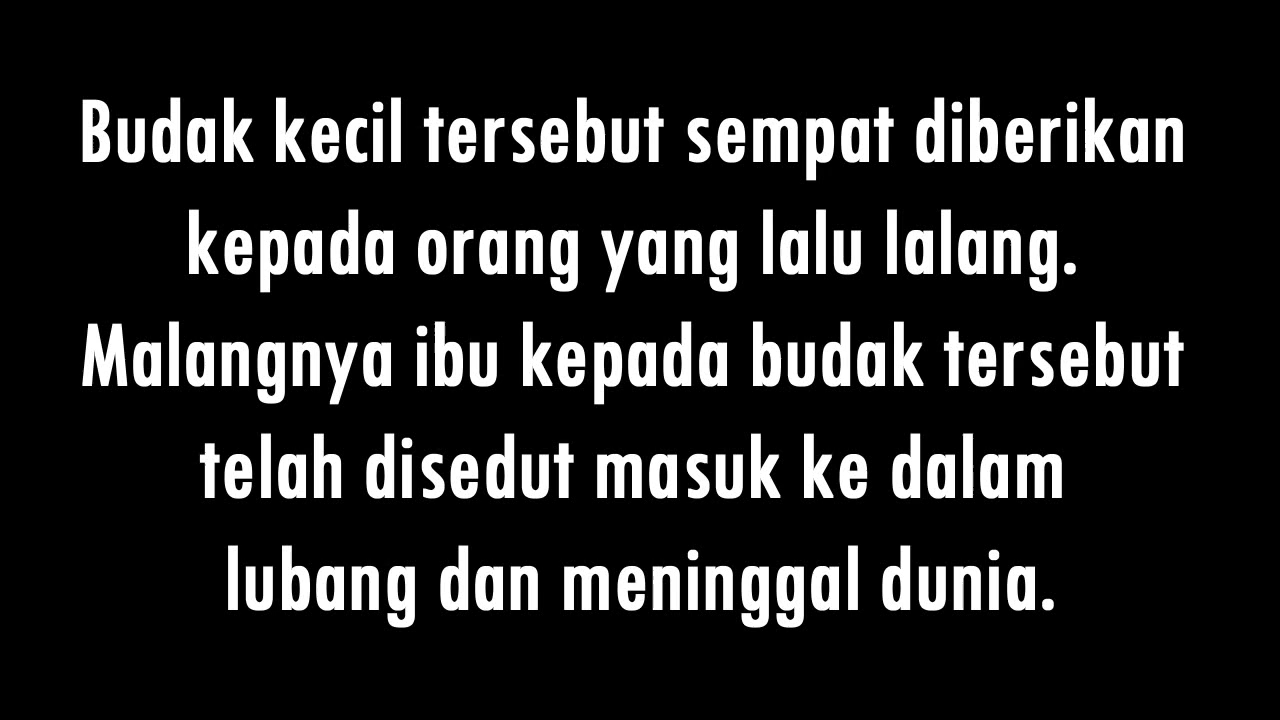 Budak kecil tersebut sempat diberikan
kepada orang yang lalu lalang.
Malangnya ibu kepada budak tersebut
telah disedut masuk ke dalam
lubang dan meninggal dunia.